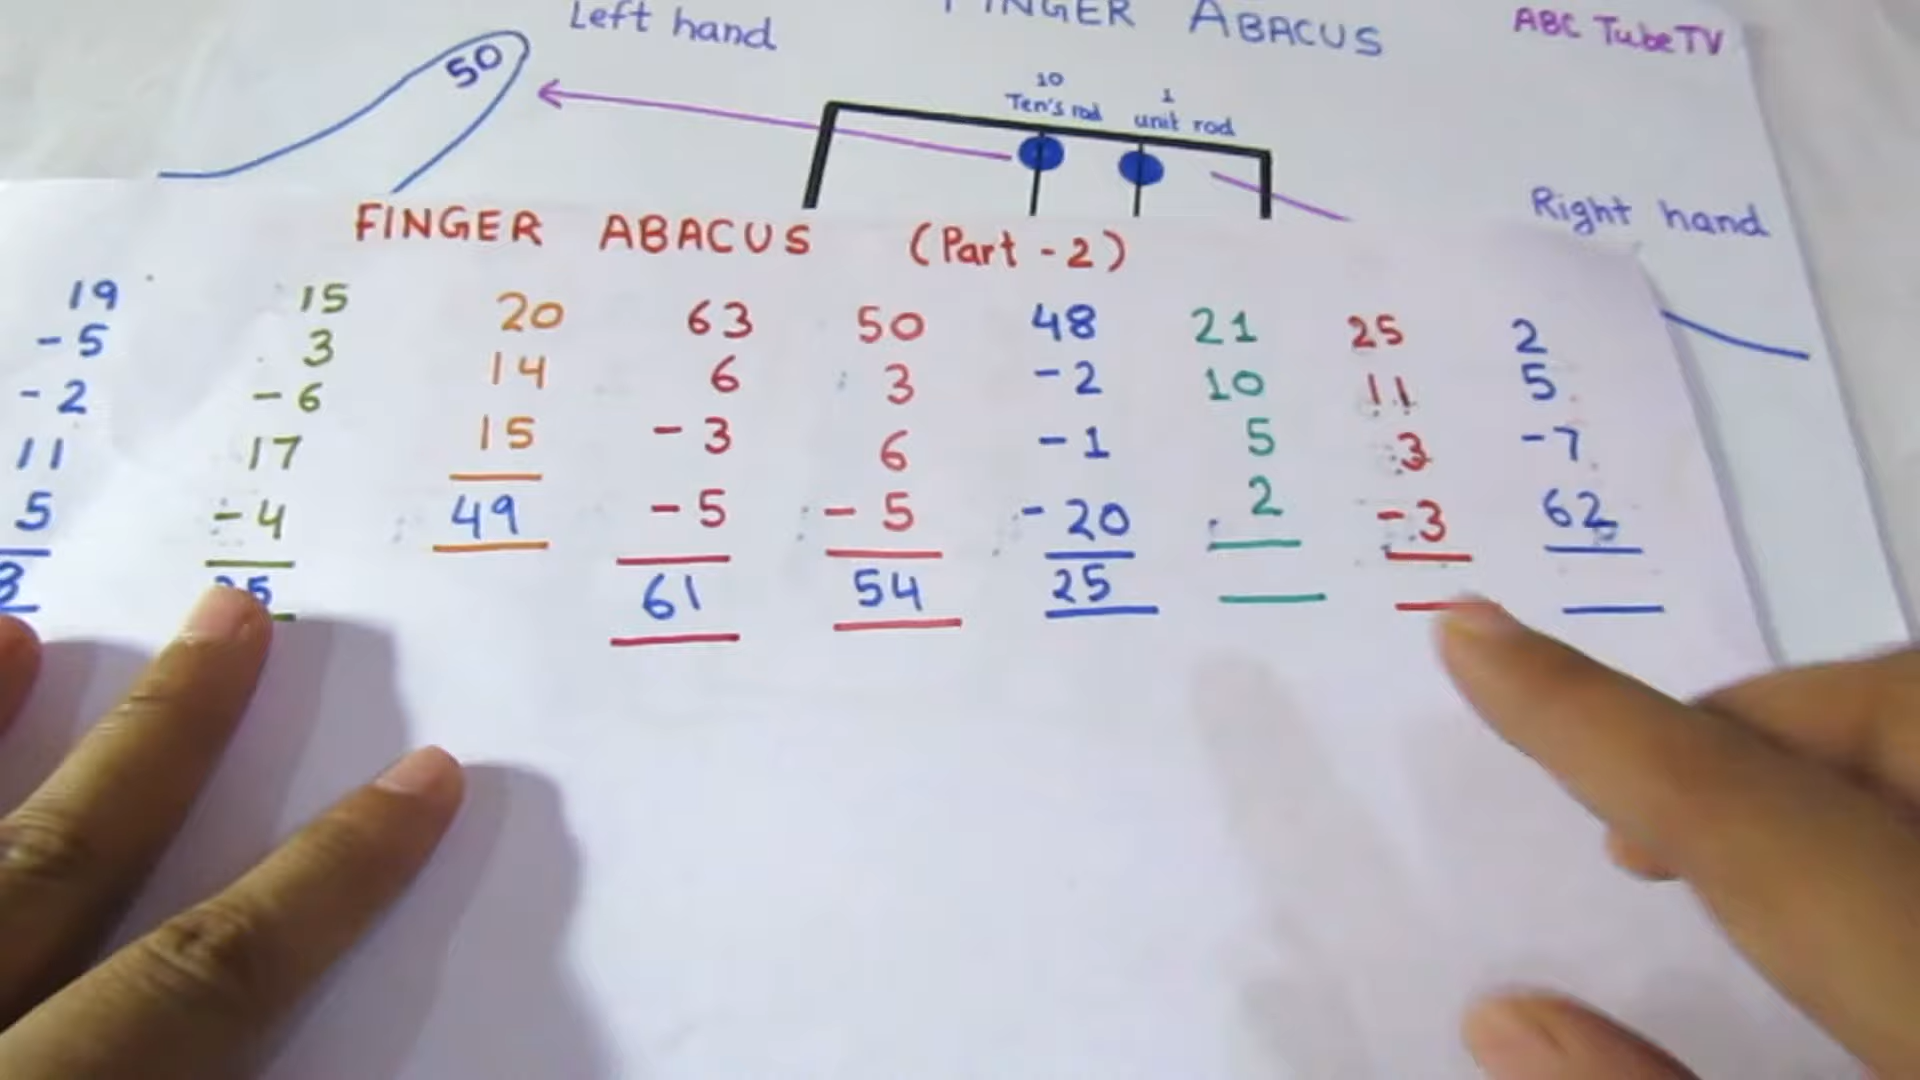 Left hand
FINGER ABACUS
ABC TubeTV
50
10
Ten's rod
1
unit rod
Right hand
FINGER ABACUS (Part - 2)
19 15 20 63 50 48 21 25 2
-5 3 14 6 3 -2 10 11 5
-2 -6 15 -3 6 -1 5 3 -7
11 17 49 -5 -5 -20 2 -3 62
5 -4 61 54 25